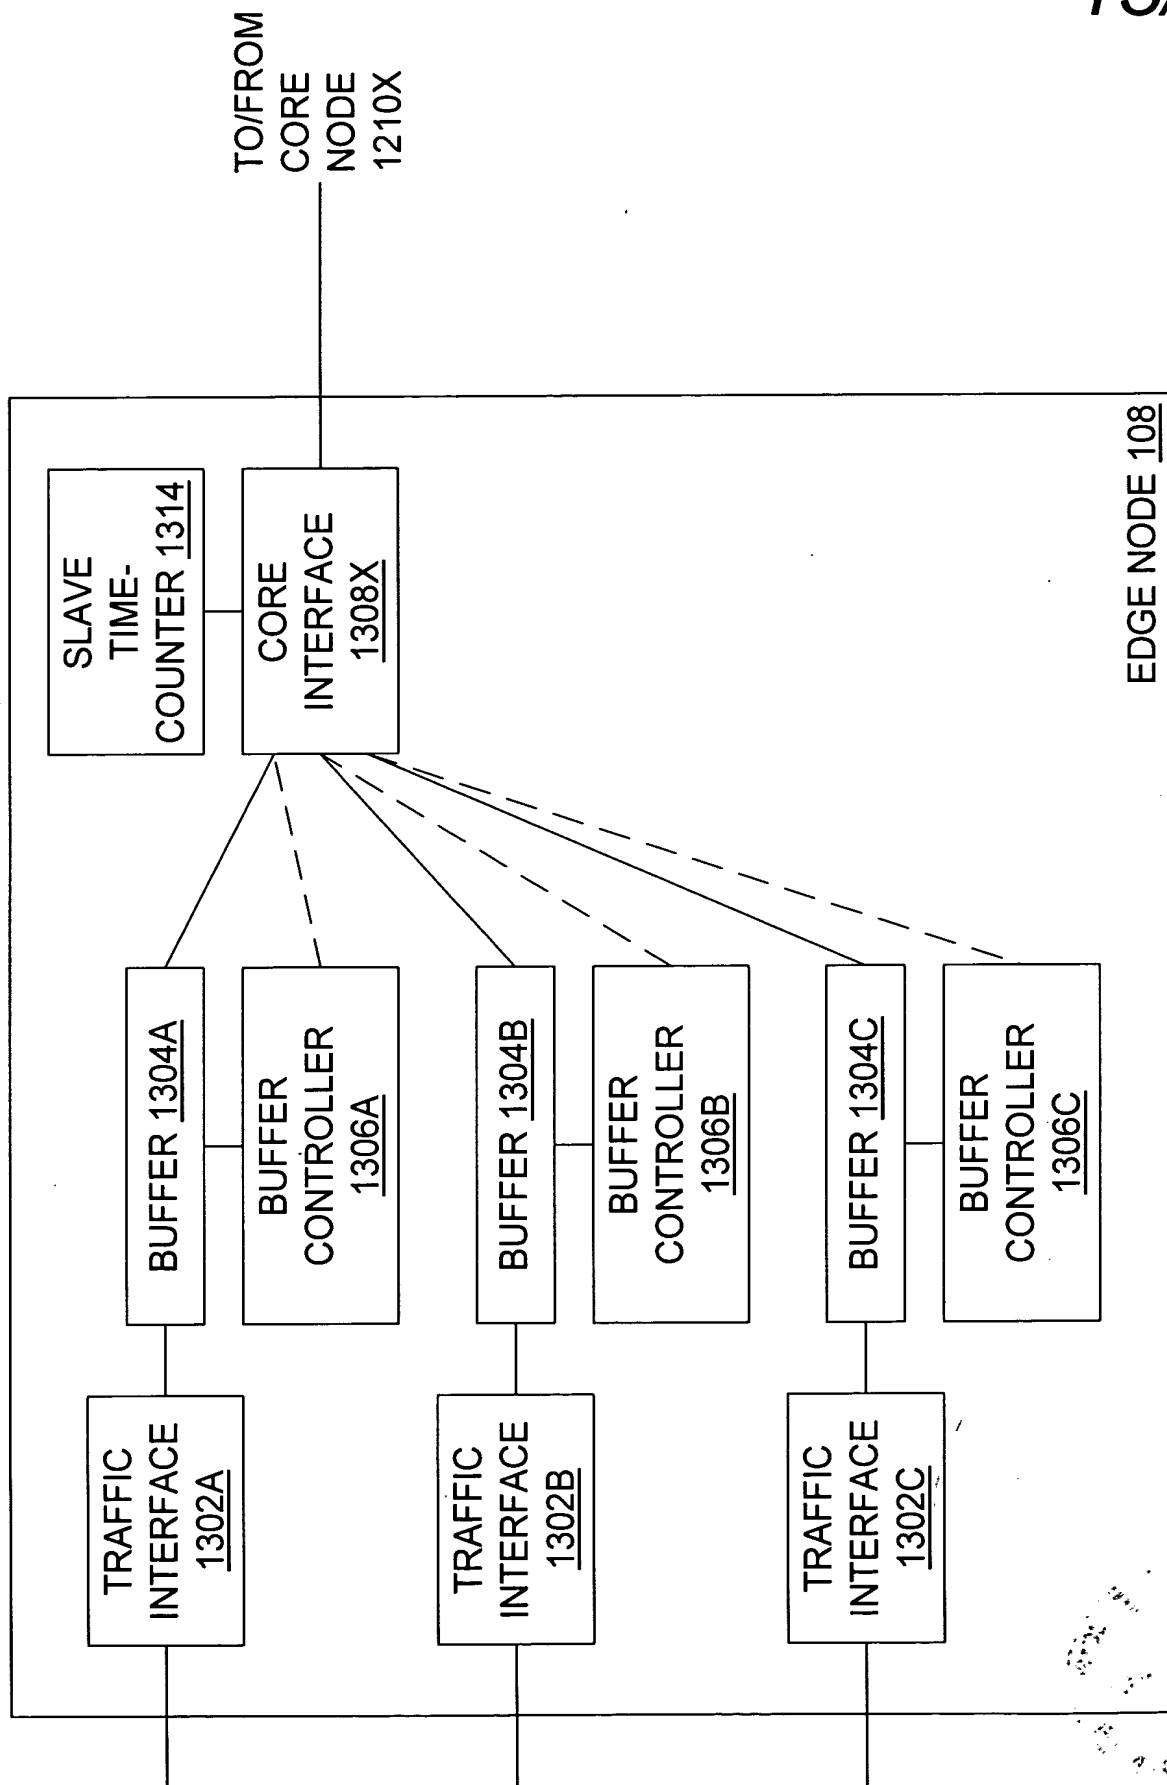 TO/FROM
CORE
NODE
1210X
SLAVE
TIME-
COUNTER 1314
CORE
INTERFACE
1308X
BUFFER 1304A
BUFFER
CONTROLLER
1306A
BUFFER 1304B
BUFFER
CONTROLLER
1306B
BUFFER 1304C
BUFFER
CONTROLLER
1306C
TRAFFIC
INTERFACE
1302A
TRAFFIC
INTERFACE
1302B
TRAFFIC
INTERFACE
1302C
EDGE NODE 108